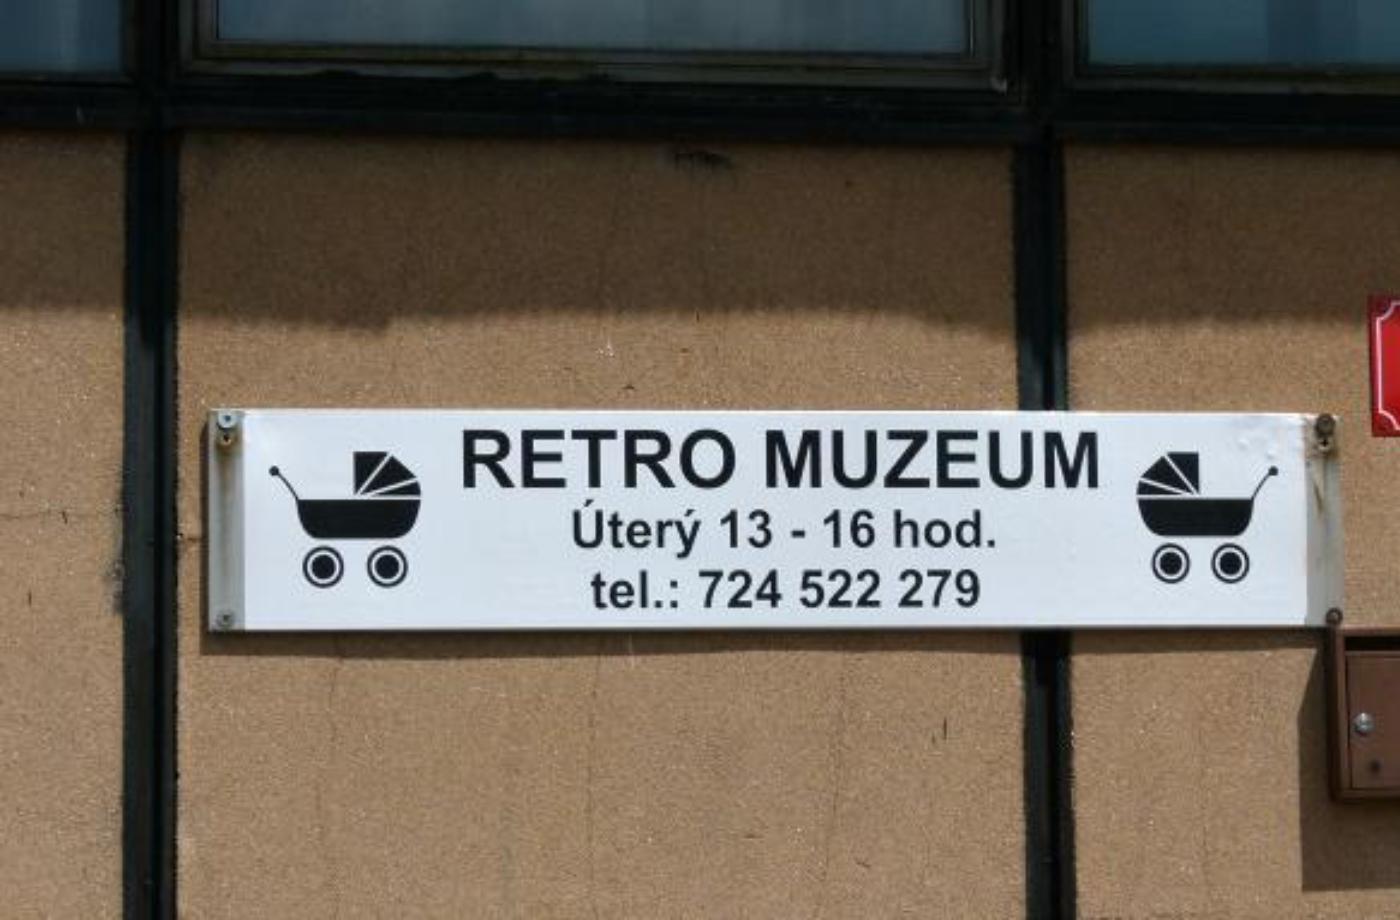 RETRO MUZEUM
Úterý 13 - 16 hod.
tel.: 724 522 279